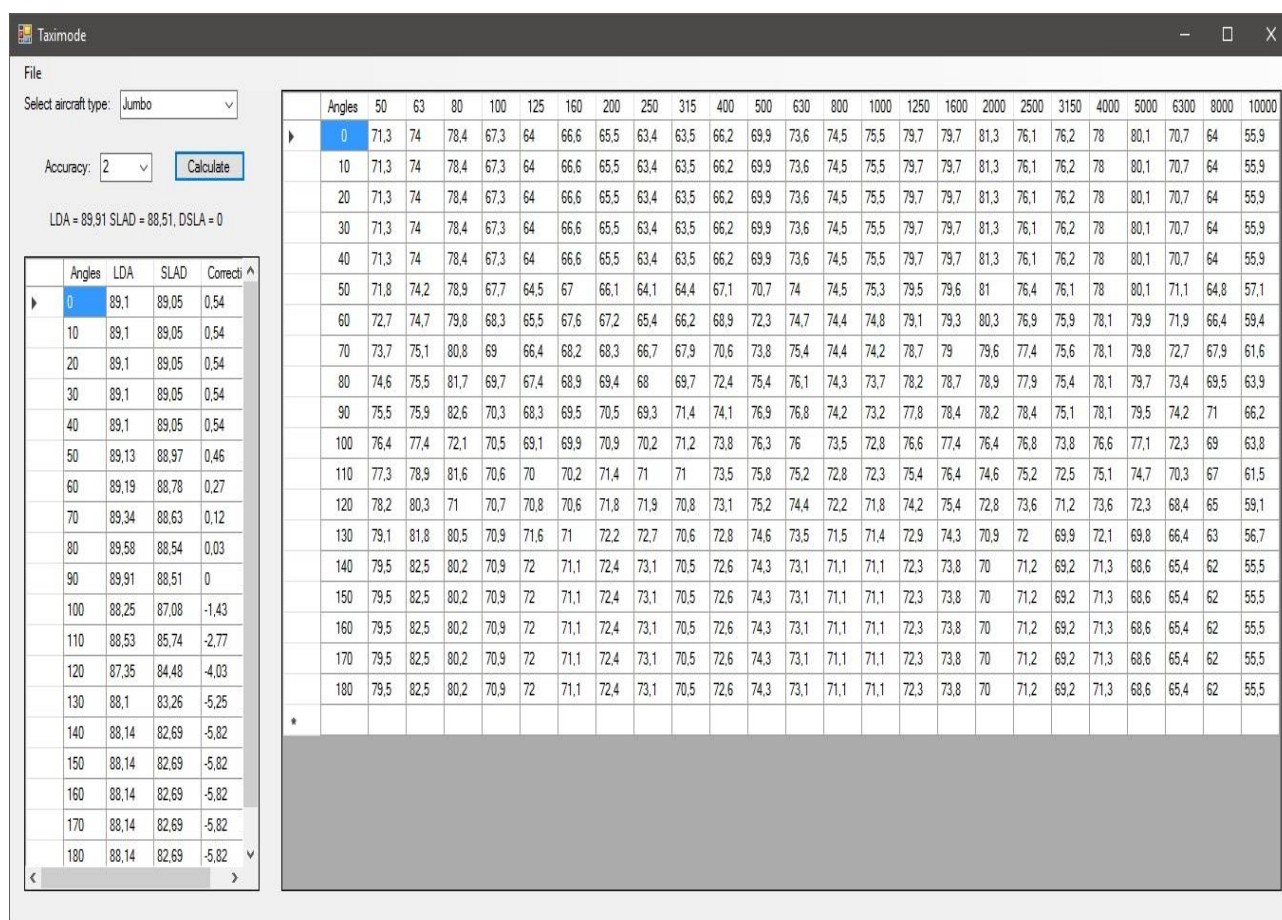 Taximode
File
Select aircraft type: Jumbo
Accuracy: 2 Calculate
LDA = 89,91 SLAD = 88,51, DSLA = 0
Angles LDA SLAD Correcti
0 89,1 89,05 0,54
10 89,1 89,05 0,54
20 89,1 89,05 0,54
30 89,1 89,05 0,54
40 89,1 89,05 0,54
50 89,13 88,97 0,46
60 89,19 88,78 0,27
70 89,34 88,63 0,12
80 89,58 88,54 0,03
90 89,91 88,51 0
100 88,25 87,08 -1,43
110 88,53 85,74 -2,77
120 87,35 84,48 -4,03
130 88,1 83,26 -5,25
140 88,14 82,69 -5,82
150 88,14 82,69 -5,82
160 88,14 82,69 -5,82
170 88,14 82,69 -5,82
180 88,14 82,69 -5,82
Angles 50 63 80 100 125 160 200 250 315 400 500 630 800 1000 1250 1600 2000 2500 3150 4000 5000 6300 8000 10000
0 71,3 74 78,4 67,3 64 66,6 65,5 63,4 63,5 66,2 69,9 73,6 74,5 75,5 79,7 79,7 81,3 76,1 76,2 78 80,1 70,7 64 55,9
10 71,3 74 78,4 67,3 64 66,6 65,5 63,4 63,5 66,2 69,9 73,6 74,5 75,5 79,7 79,7 81,3 76,1 76,2 78 80,1 70,7 64 55,9
20 71,3 74 78,4 67,3 64 66,6 65,5 63,4 63,5 66,2 69,9 73,6 74,5 75,5 79,7 79,7 81,3 76,1 76,2 78 80,1 70,7 64 55,9
30 71,3 74 78,4 67,3 64 66,6 65,5 63,4 63,5 66,2 69,9 73,6 74,5 75,5 79,7 79,7 81,3 76,1 76,2 78 80,1 70,7 64 55,9
40 71,3 74 78,4 67,3 64 66,6 65,5 63,4 63,5 66,2 69,9 73,6 74,5 75,5 79,7 79,7 81,3 76,1 76,2 78 80,1 70,7 64 55,9
50 71,8 74,2 78,9 67,7 64,5 67 66,1 64,1 64,4 67,1 70,7 74 74,5 75,3 79,5 79,6 81 76,4 76,1 78 80,1 71,1 64,8 57,1
60 72,7 74,7 79,8 68,3 65,5 67,6 67,2 65,4 66,2 68,9 72,3 74,7 74,4 74,8 79,1 79,3 80,3 76,9 75,9 78,1 79,9 71,9 66,4 59,4
70 73,7 75,1 80,8 69 66,4 68,2 68,3 66,7 67,9 70,6 73,8 75,4 74,4 74,2 78,7 79 79,6 77,4 75,6 78,1 79,8 72,7 67,9 61,6
80 74,6 75,5 81,7 69,7 67,4 68,9 69,4 68 69,7 72,4 75,4 76,1 74,3 73,7 78,2 78,7 78,9 77,9 75,4 78,1 79,7 73,4 69,5 63,9
90 75,5 75,9 82,6 70,3 68,3 69,5 70,5 69,3 71,4 74,1 76,9 76,8 74,2 73,2 77,8 78,4 78,2 78,4 75,1 78,1 79,5 74,2 71 66,2
100 76,4 77,4 72,1 70,5 69,1 69,9 70,9 70,2 71,2 73,8 76,3 76 73,5 72,8 76,6 77,4 76,4 76,8 73,8 76,6 77,1 72,3 69 63,8
110 77,3 78,9 81,6 70,6 70 70,2 71,4 71 71 73,5 75,8 75,2 72,8 72,3 75,4 76,4 74,6 75,2 72,5 75,1 74,7 70,3 67 61,5
120 78,2 80,3 71 70,7 70,8 70,6 71,8 71,9 70,8 73,1 75,2 74,4 72,2 71,8 74,2 75,4 72,8 73,6 71,2 73,6 72,3 68,4 65 59,1
130 79,1 81,8 80,5 70,9 71,6 71 72,2 72,7 70,6 72,8 74,6 73,5 71,5 71,4 72,9 74,3 70,9 72 69,9 72,1 69,8 66,4 63 56,7
140 79,5 82,5 80,2 70,9 72 71,1 72,4 73,1 70,5 72,6 74,3 73,1 71,1 71,1 72,3 73,8 70 71,2 69,2 71,3 68,6 65,4 62 55,5
150 79,5 82,5 80,2 70,9 72 71,1 72,4 73,1 70,5 72,6 74,3 73,1 71,1 71,1 72,3 73,8 70 71,2 69,2 71,3 68,6 65,4 62 55,5
160 79,5 82,5 80,2 70,9 72 71,1 72,4 73,1 70,5 72,6 74,3 73,1 71,1 71,1 72,3 73,8 70 71,2 69,2 71,3 68,6 65,4 62 55,5
170 79,5 82,5 80,2 70,9 72 71,1 72,4 73,1 70,5 72,6 74,3 73,1 71,1 71,1 72,3 73,8 70 71,2 69,2 71,3 68,6 65,4 62 55,5
180 79,5 82,5 80,2 70,9 72 71,1 72,4 73,1 70,5 72,6 74,3 73,1 71,1 71,1 72,3 73,8 70 71,2 69,2 71,3 68,6 65,4 62 55,5
*